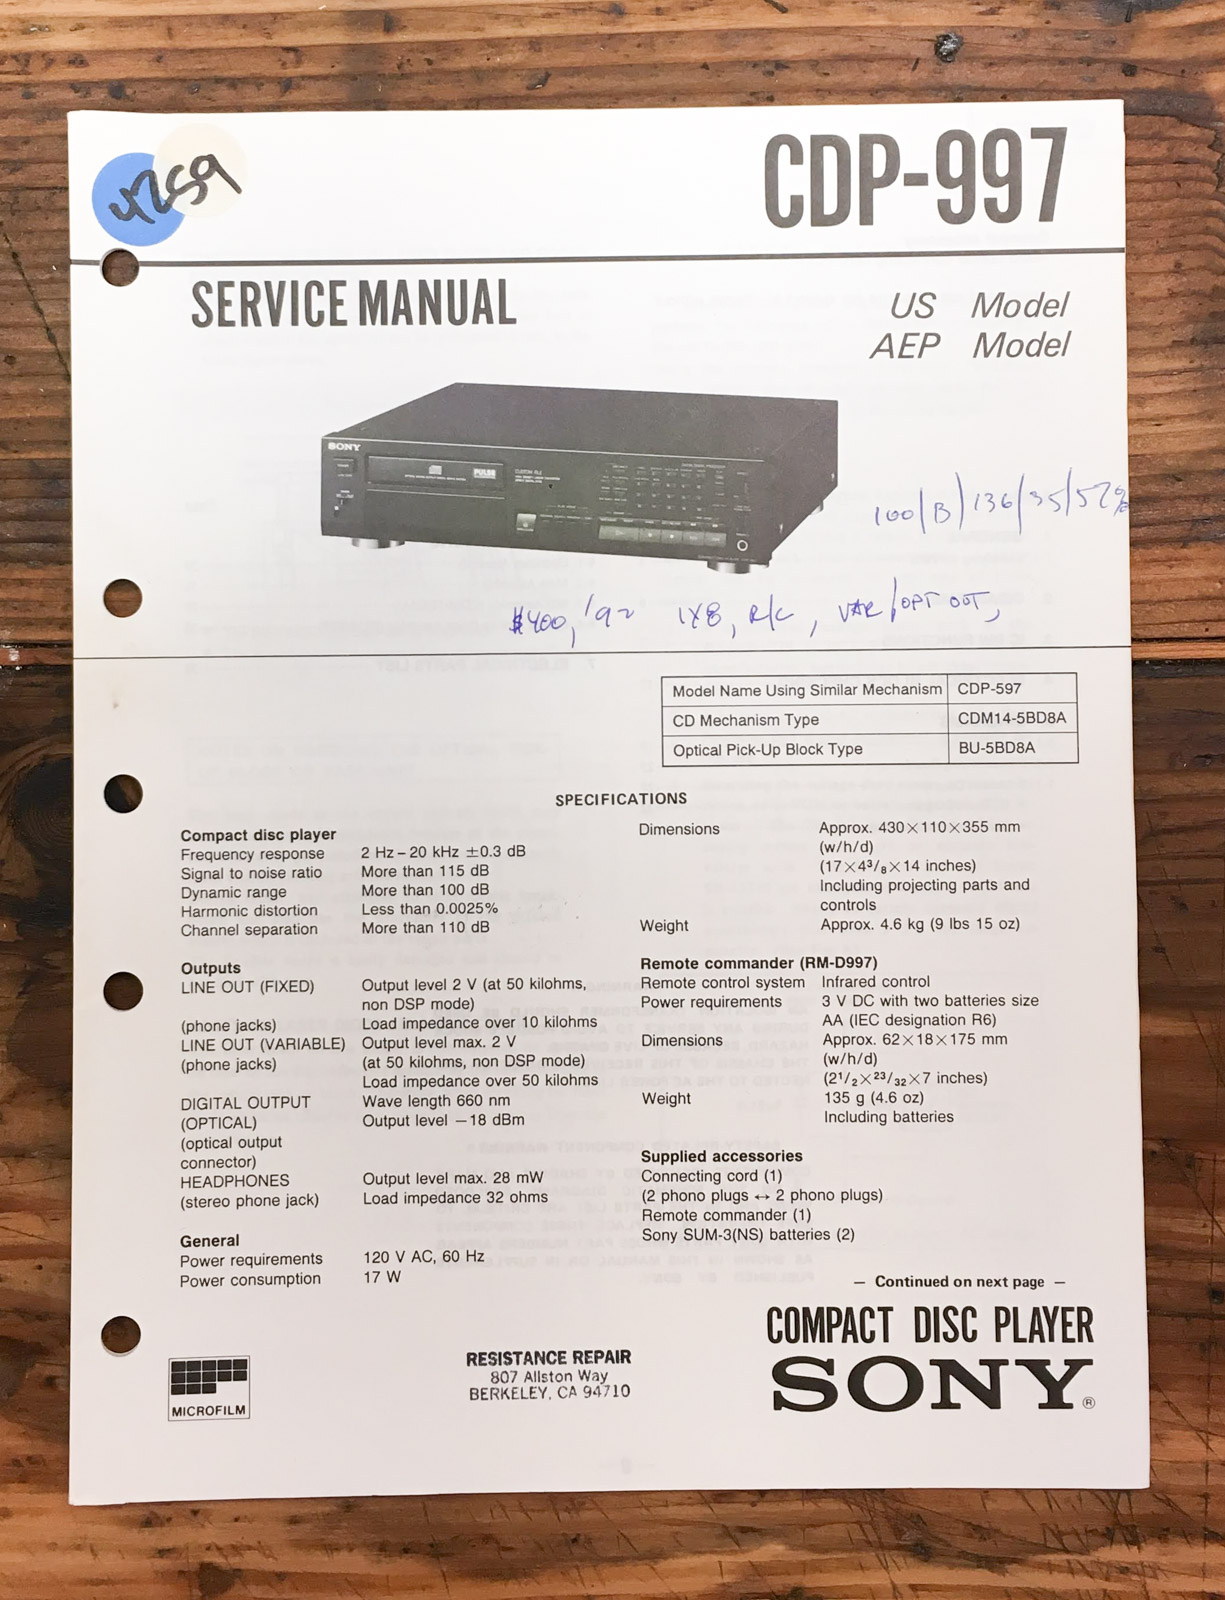 4259
CDP-997
SERVICE MANUAL
US Model
AEP Model
SONY
PULSE
100/B/136/35/52%
$400, '92 1X8, R/C, VAR/OPT OUT,
Model Name Using Similar Mechanism CDP-597
CD Mechanism Type CDM14-5BD8A
Optical Pick-Up Block Type BU-5BD8A
SPECIFICATIONS
Compact disc player
Frequency response 2 Hz – 20 kHz ±0.3 dB
Signal to noise ratio More than 115 dB
Dynamic range More than 100 dB
Harmonic distortion Less than 0.0025%
Channel separation More than 110 dB
Outputs
LINE OUT (FIXED) Output level 2 V (at 50 kilohms,
non DSP mode)
(phone jacks) Load impedance over 10 kilohms
LINE OUT (VARIABLE) Output level max. 2 V
(phone jacks) (at 50 kilohms, non DSP mode)
Load impedance over 50 kilohms
DIGITAL OUTPUT Wave length 660 nm
(OPTICAL) Output level −18 dBm
(optical output
connector)
HEADPHONES Output level max. 28 mW
(stereo phone jack) Load impedance 32 ohms
General
Power requirements 120 V AC, 60 Hz
Power consumption 17 W
Dimensions Approx. 430×110×355 mm
(w/h/d)
(17×4³/₈×14 inches)
Including projecting parts and
controls
Weight Approx. 4.6 kg (9 lbs 15 oz)
Remote commander (RM-D997)
Remote control system Infrared control
Power requirements 3 V DC with two batteries size
AA (IEC designation R6)
Dimensions Approx. 62×18×175 mm
(w/h/d)
(2¹/₂×²³/₃₂×7 inches)
Weight 135 g (4.6 oz)
Including batteries
Supplied accessories
Connecting cord (1)
(2 phono plugs ↔ 2 phono plugs)
Remote commander (1)
Sony SUM-3(NS) batteries (2)
— Continued on next page —
COMPACT DISC PLAYER
SONY®
RESISTANCE REPAIR
807 Allston Way
BERKELEY, CA 94710
MICROFILM